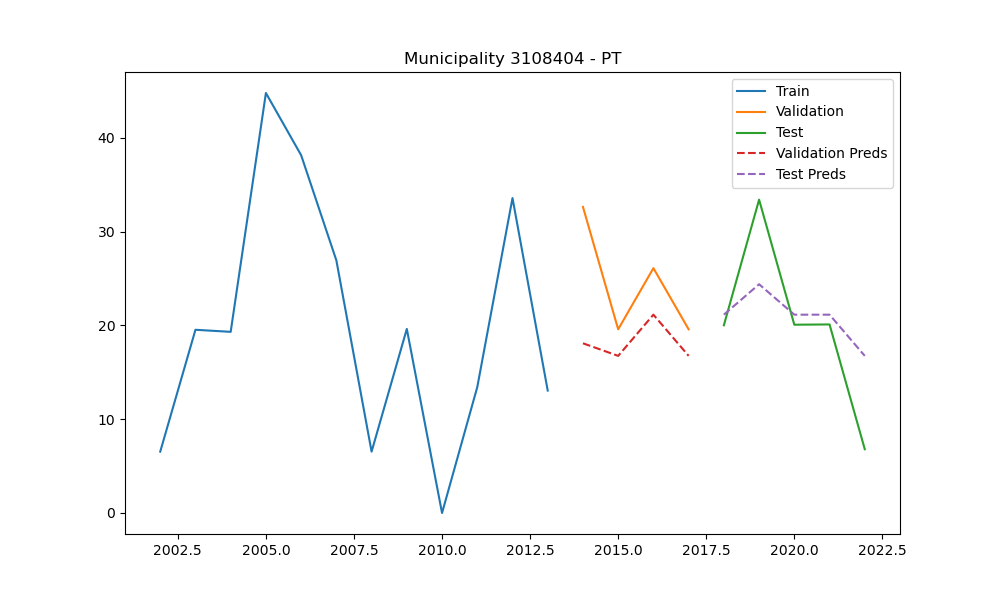 Municipality 3108404 - PT
Train
Validation
Test
Validation Preds
Test Preds
40
30
20
10
0
2002.5 2005.0 2007.5 2010.0 2012.5 2015.0 2017.5 2020.0 2022.5